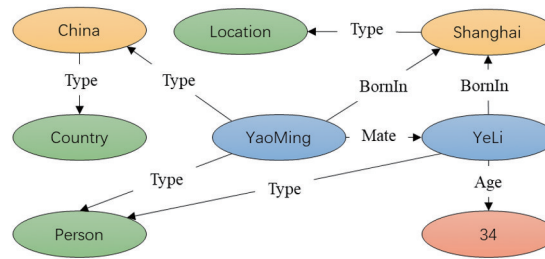 China
Location
Type
Shanghai
Type
Type
BornIn
BornIn
Country
YaoMing
Mate
YeLi
Type
Type
Age
Person
34